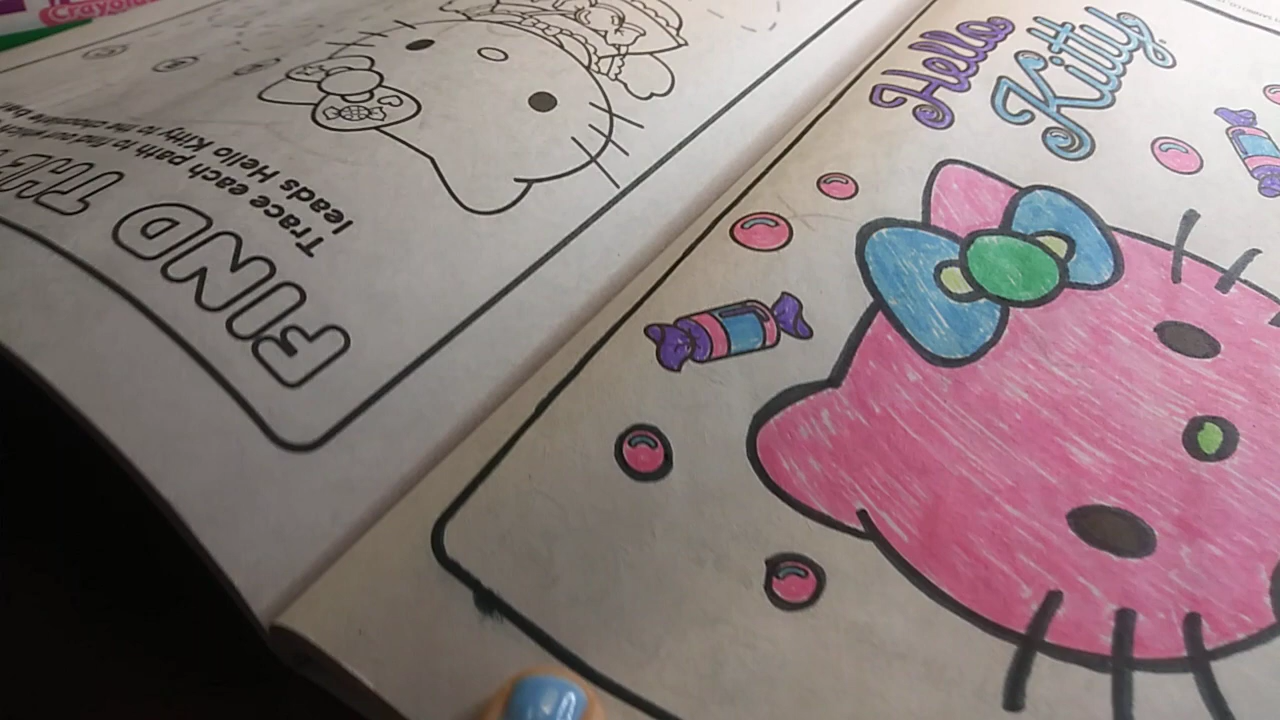 Crayola
FIND THE
Trace each path to find out which
leads Hello Kitty to the
Hello
Kitty